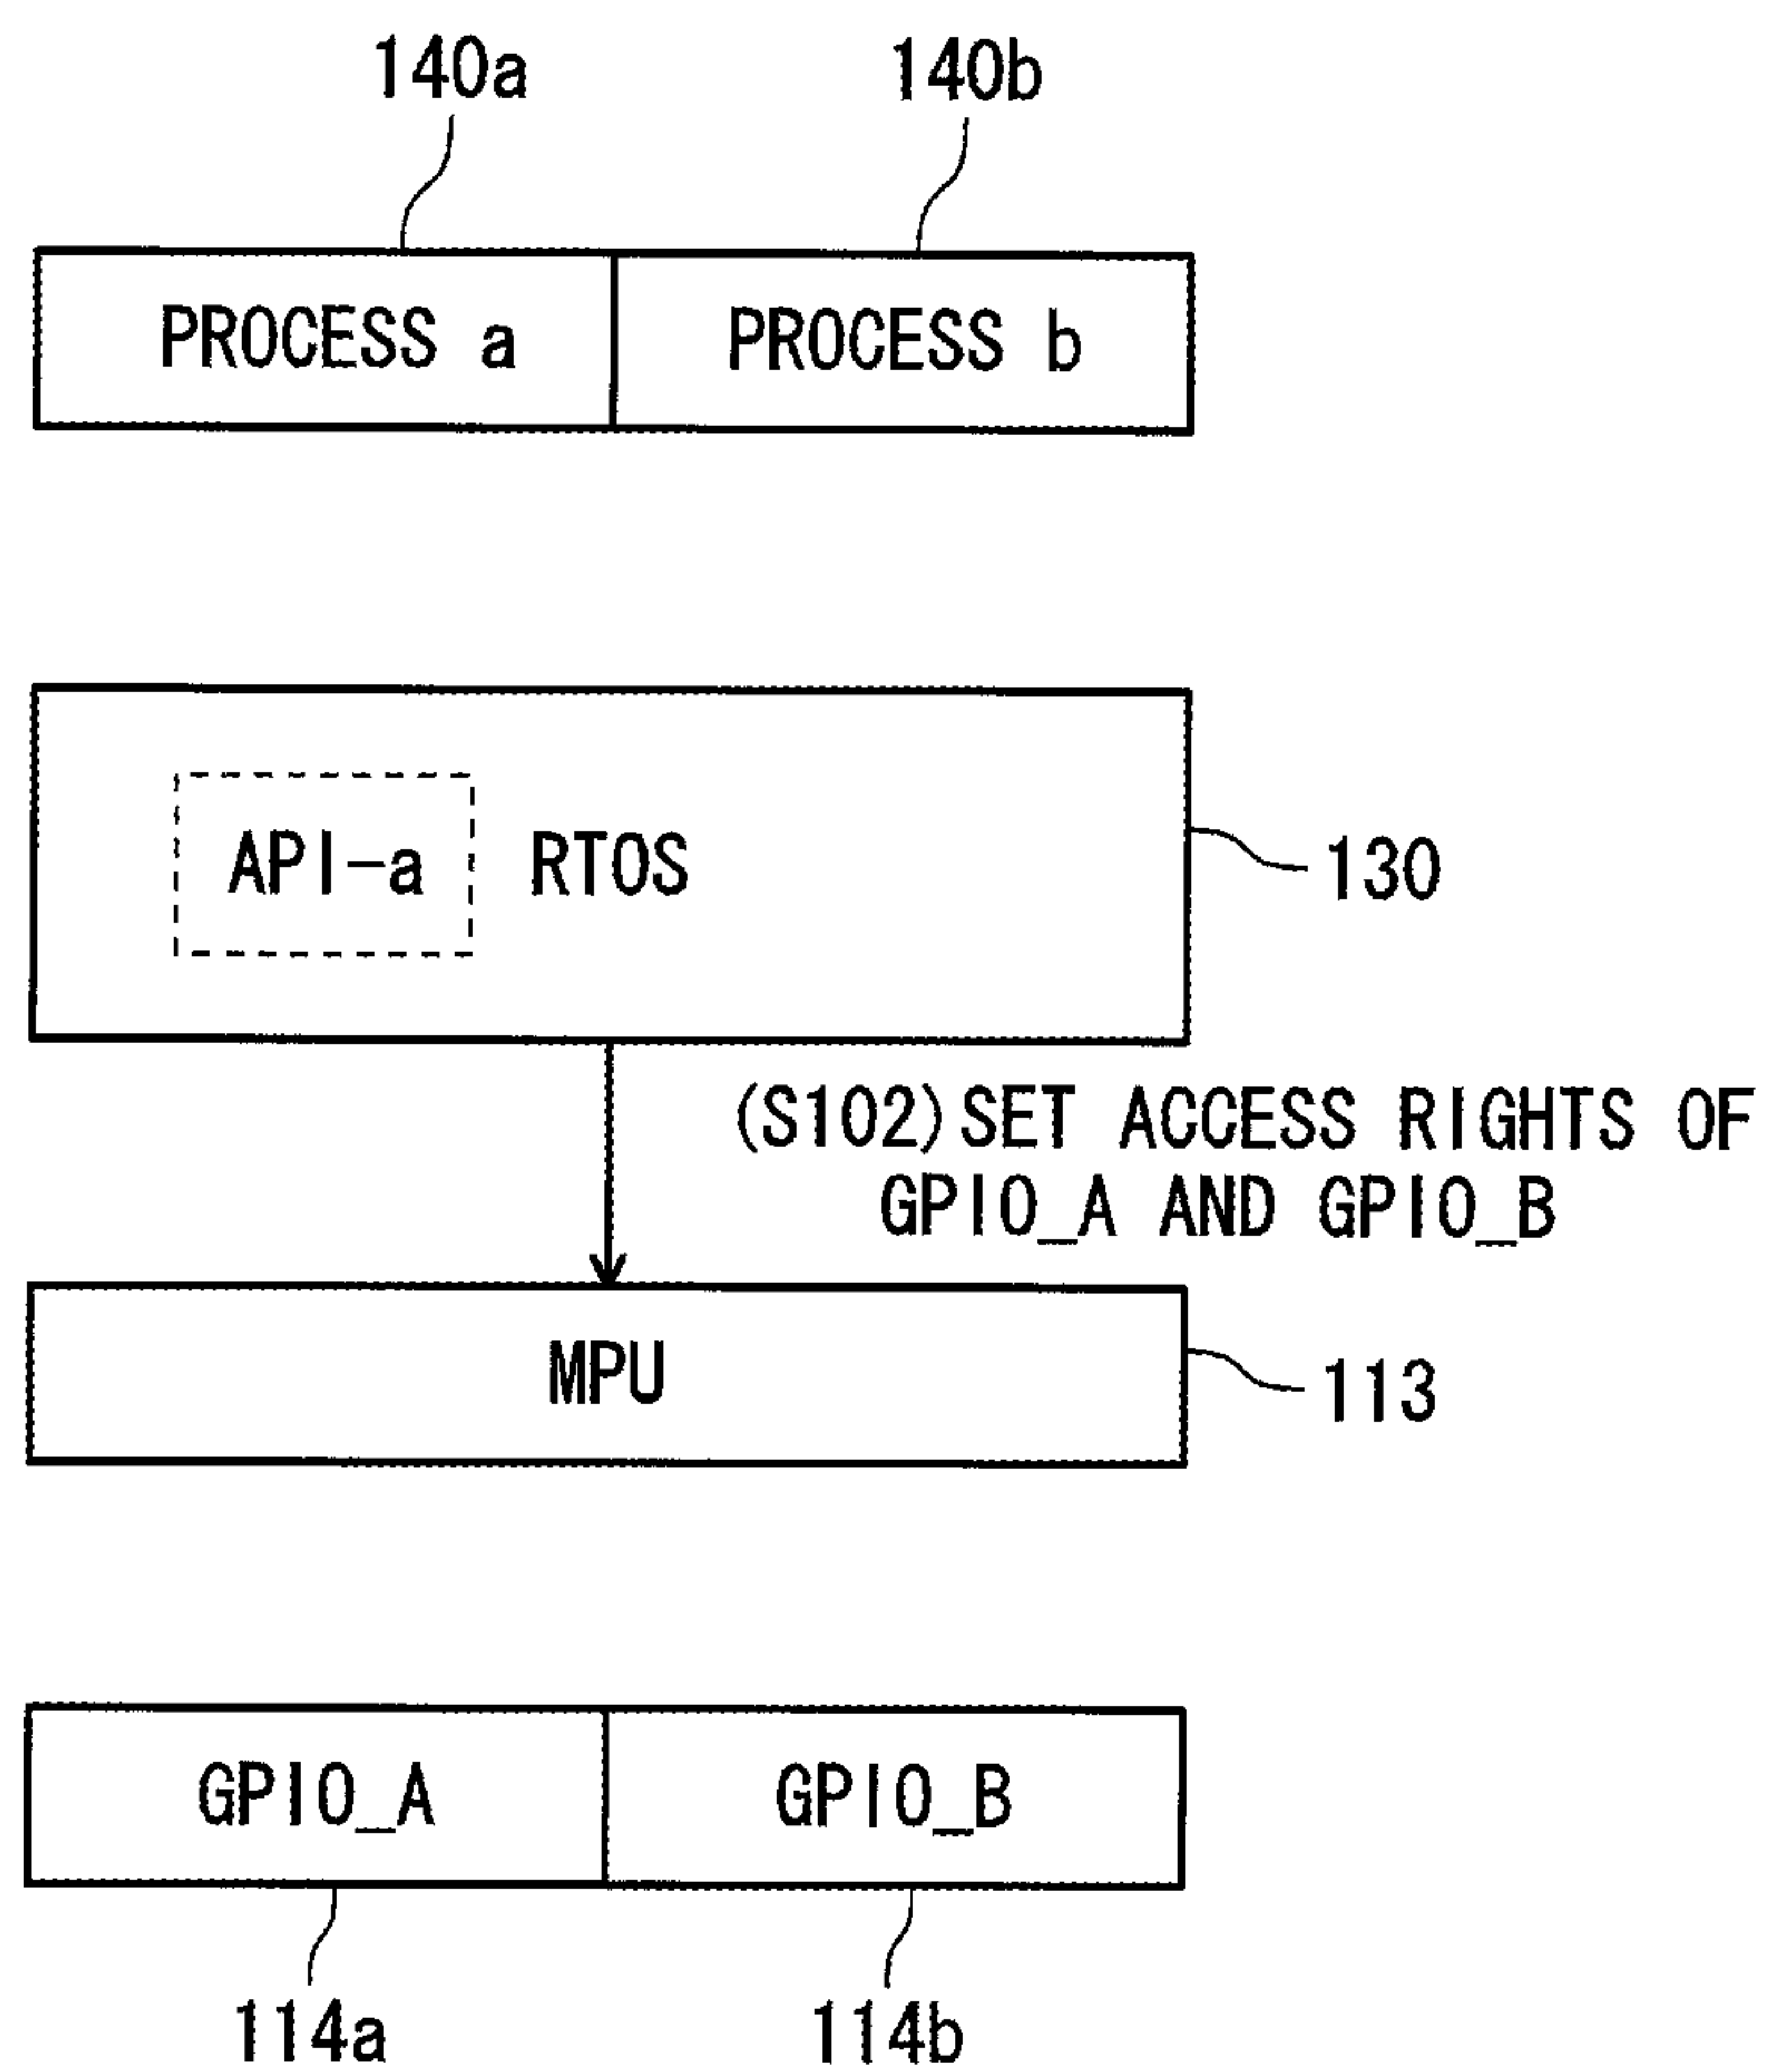 140a 140b
PROCESS a PROCESS b
API-a RTOS
130
(S102) SET ACCESS RIGHTS OF
GPIO_A AND GPIO_B
MPU
113
GPIO_A GPIO_B
114a 114b